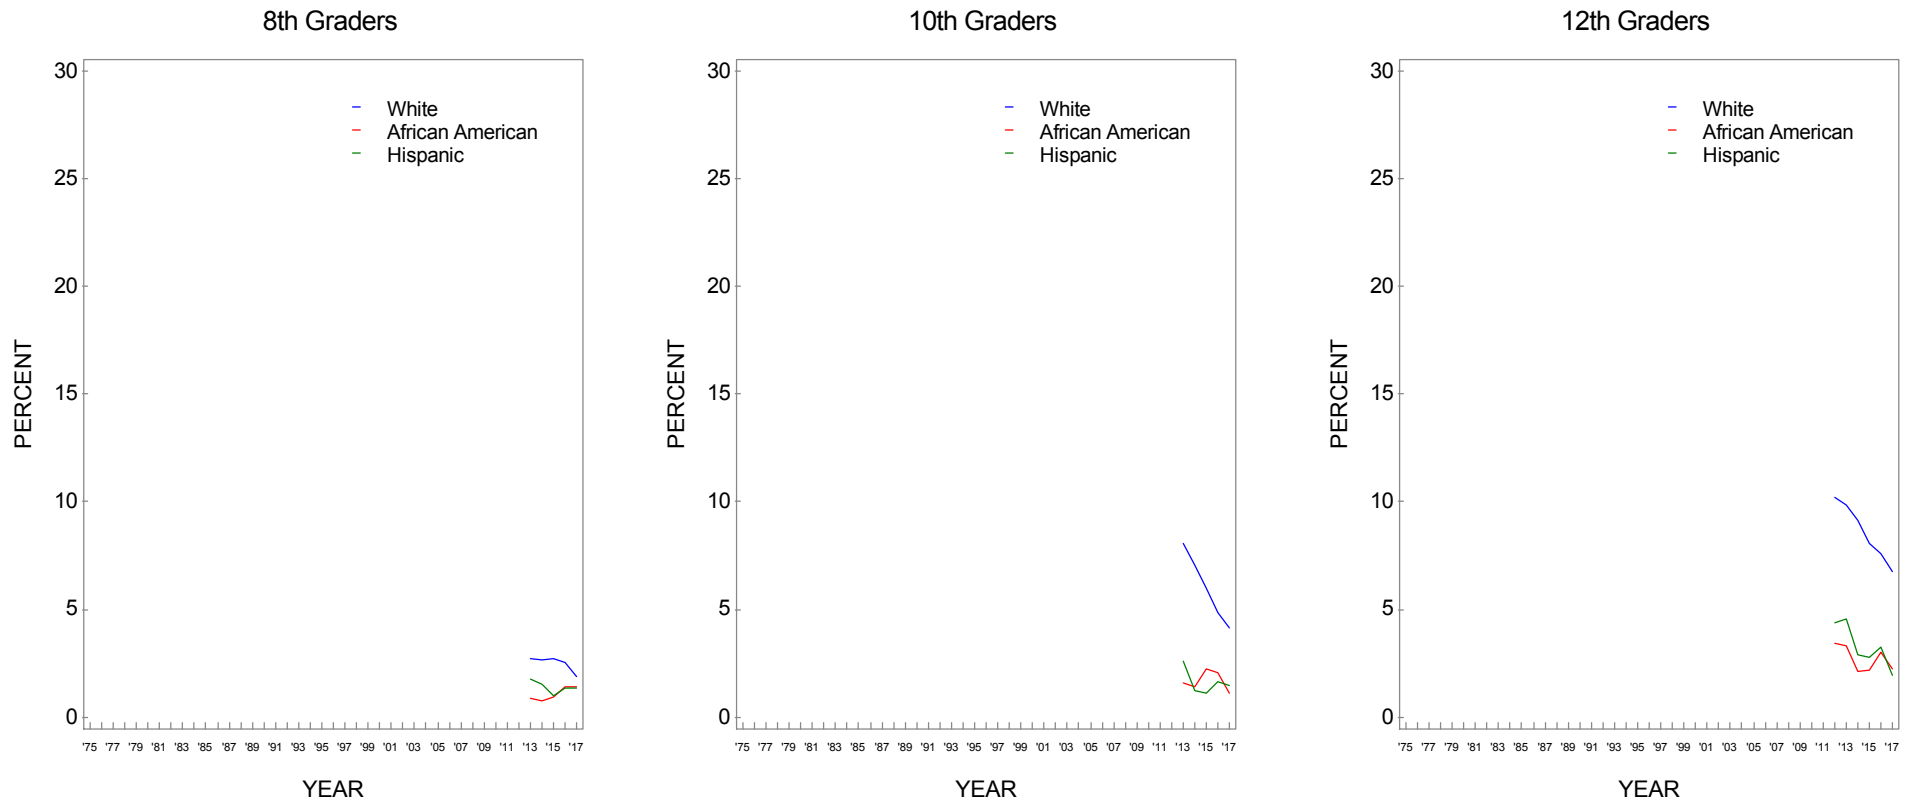 8th Graders
30
25
20
15
10
5
0
PERCENT
White
African American
Hispanic
'75 '77 '79 '81 '83 '85 '87 '89 '91 '93 '95 '97 '99 '01 '03 '05 '07 '09 '11 '13 '15 '17
YEAR
10th Graders
30
25
20
15
10
5
0
PERCENT
White
African American
Hispanic
'75 '77 '79 '81 '83 '85 '87 '89 '91 '93 '95 '97 '99 '01 '03 '05 '07 '09 '11 '13 '15 '17
YEAR
12th Graders
30
25
20
15
10
5
0
PERCENT
White
African American
Hispanic
'75 '77 '79 '81 '83 '85 '87 '89 '91 '93 '95 '97 '99 '01 '03 '05 '07 '09 '11 '13 '15 '17
YEAR